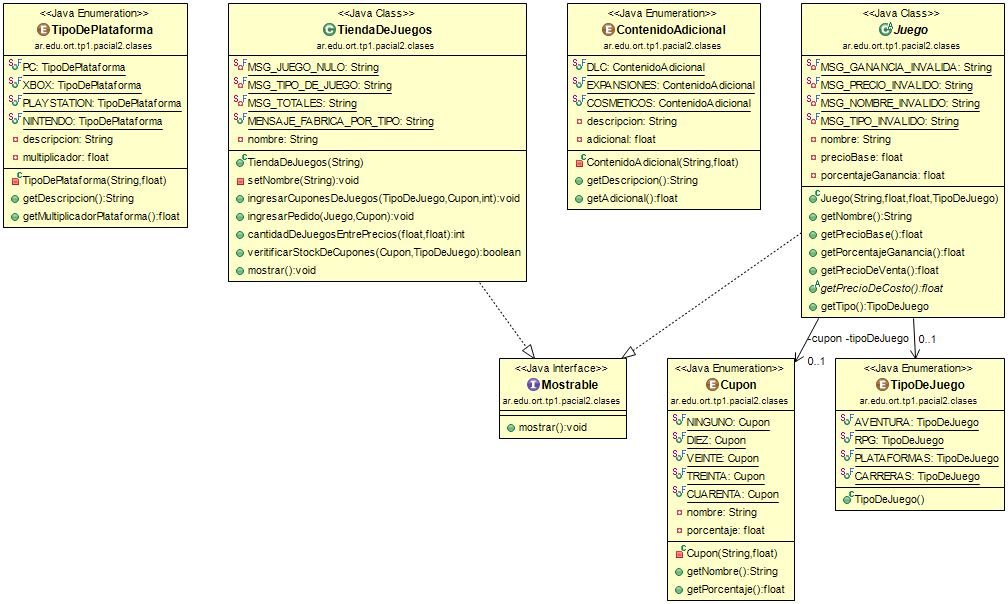 <<Java Enumeration>>
TipoDePlataforma
ar.edu.ort.tp1.pacial2.clases
PC: TipoDePlataforma
XBOX: TipoDePlataforma
PLAYSTATION: TipoDePlataforma
NINTENDO: TipoDePlataforma
descripcion: String
multiplicador: float
TipoDePlataforma(String,float)
getDescripcion():String
getMultiplicadorPlataforma():float
<<Java Class>>
TiendaDeJuegos
ar.edu.ort.tp1.pacial2.clases
MSG_JUEGO_NULO: String
MSG_TIPO_DE_JUEGO: String
MSG_TOTALES: String
MENSAJE_FABRICA_POR_TIPO: String
nombre: String
TiendaDeJuegos(String)
setNombre(String):void
ingresarCuponesDeJuegos(TipoDeJuego,Cupon,int):void
ingresarPedido(Juego,Cupon):void
cantidadDeJuegosEntrePrecios(float,float):int
veritificarStockDeCupones(Cupon,TipoDeJuego):boolean
mostrar():void
<<Java Enumeration>>
ContenidoAdicional
ar.edu.ort.tp1.pacial2.clases
DLC: ContenidoAdicional
EXPANSIONES: ContenidoAdicional
COSMETICOS: ContenidoAdicional
descripcion: String
adicional: float
ContenidoAdicional(String,float)
getDescripcion():String
getAdicional():float
<<Java Class>>
Juego
ar.edu.ort.tp1.pacial2.clases
MSG_GANANCIA_INVALIDA: String
MSG_PRECIO_INVALIDO: String
MSG_NOMBRE_INVALIDO: String
MSG_TIPO_INVALIDO: String
nombre: String
precioBase: float
porcentajeGanancia: float
Juego(String,float,float,TipoDeJuego)
getNombre():String
getPrecioBase():float
getPorcentajeGanancia():float
getPrecioDeVenta():float
getPrecioDeCosto():float
getTipo():TipoDeJuego
-cupon -tipoDeJuego
0..1
0..1
<<Java Interface>>
Mostrable
ar.edu.ort.tp1.pacial2.clases
mostrar():void
<<Java Enumeration>>
Cupon
ar.edu.ort.tp1.pacial2.clases
NINGUNO: Cupon
DIEZ: Cupon
VEINTE: Cupon
TREINTA: Cupon
CUARENTA: Cupon
nombre: String
porcentaje: float
Cupon(String,float)
getNombre():String
getPorcentaje():float
<<Java Enumeration>>
TipoDeJuego
ar.edu.ort.tp1.pacial2.clases
AVENTURA: TipoDeJuego
RPG: TipoDeJuego
PLATAFORMAS: TipoDeJuego
CARRERAS: TipoDeJuego
TipoDeJuego()